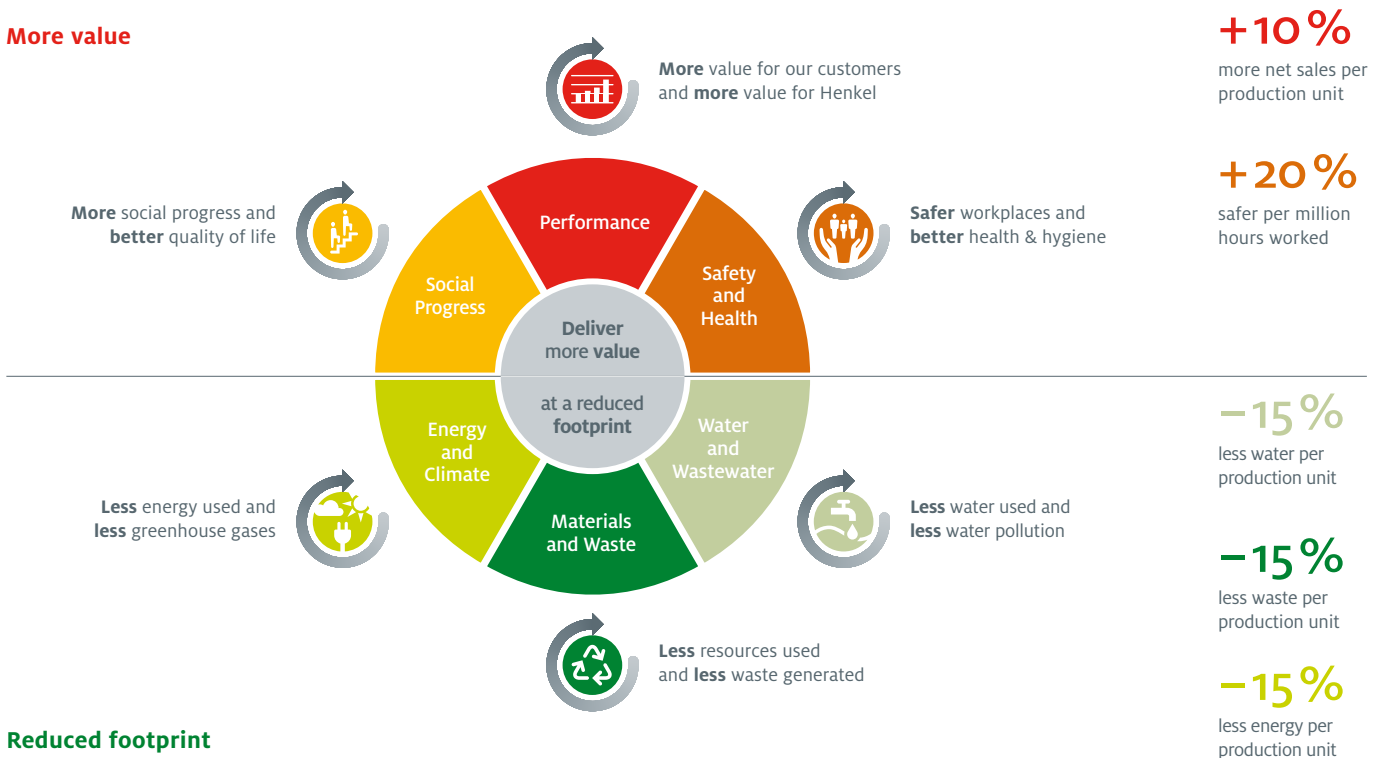 More value
More value for our customers
and more value for Henkel
+10 %
more net sales per
production unit
More social progress and
better quality of life
Performance
Safer workplaces and
better health & hygiene
+20 %
safer per million
hours worked
Social
Progress
Safety
and
Health
Deliver
more value
at a reduced
footprint
Energy
and
Climate
Water
and
Wastewater
Materials
and Waste
−15 %
less water per
production unit
Less energy used and
less greenhouse gases
Less water used and
less water pollution
−15 %
less waste per
production unit
Less resources used
and less waste generated
−15 %
less energy per
production unit
Reduced footprint